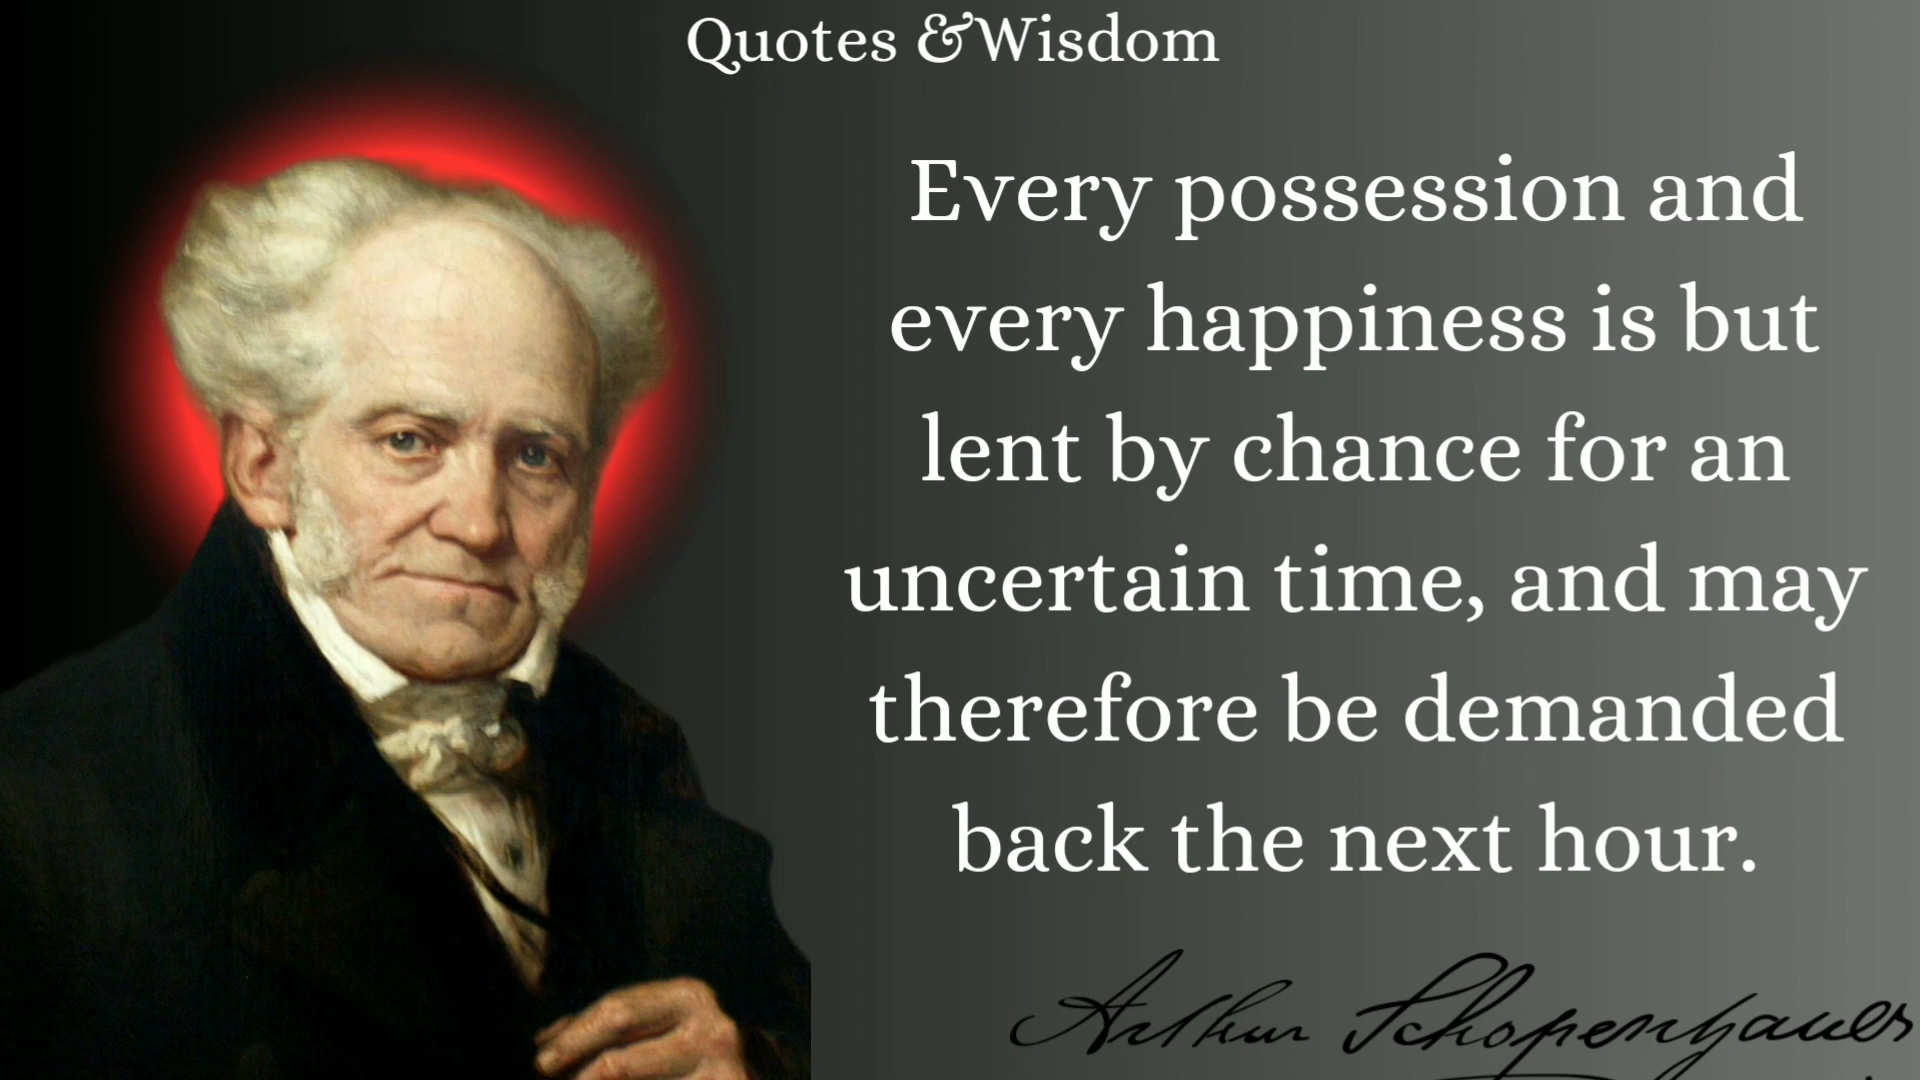 Quotes &Wisdom
Every possession and
every happiness is but
lent by chance for an
uncertain time, and may
therefore be demanded
back the next hour.
Arthur Schopenhauer